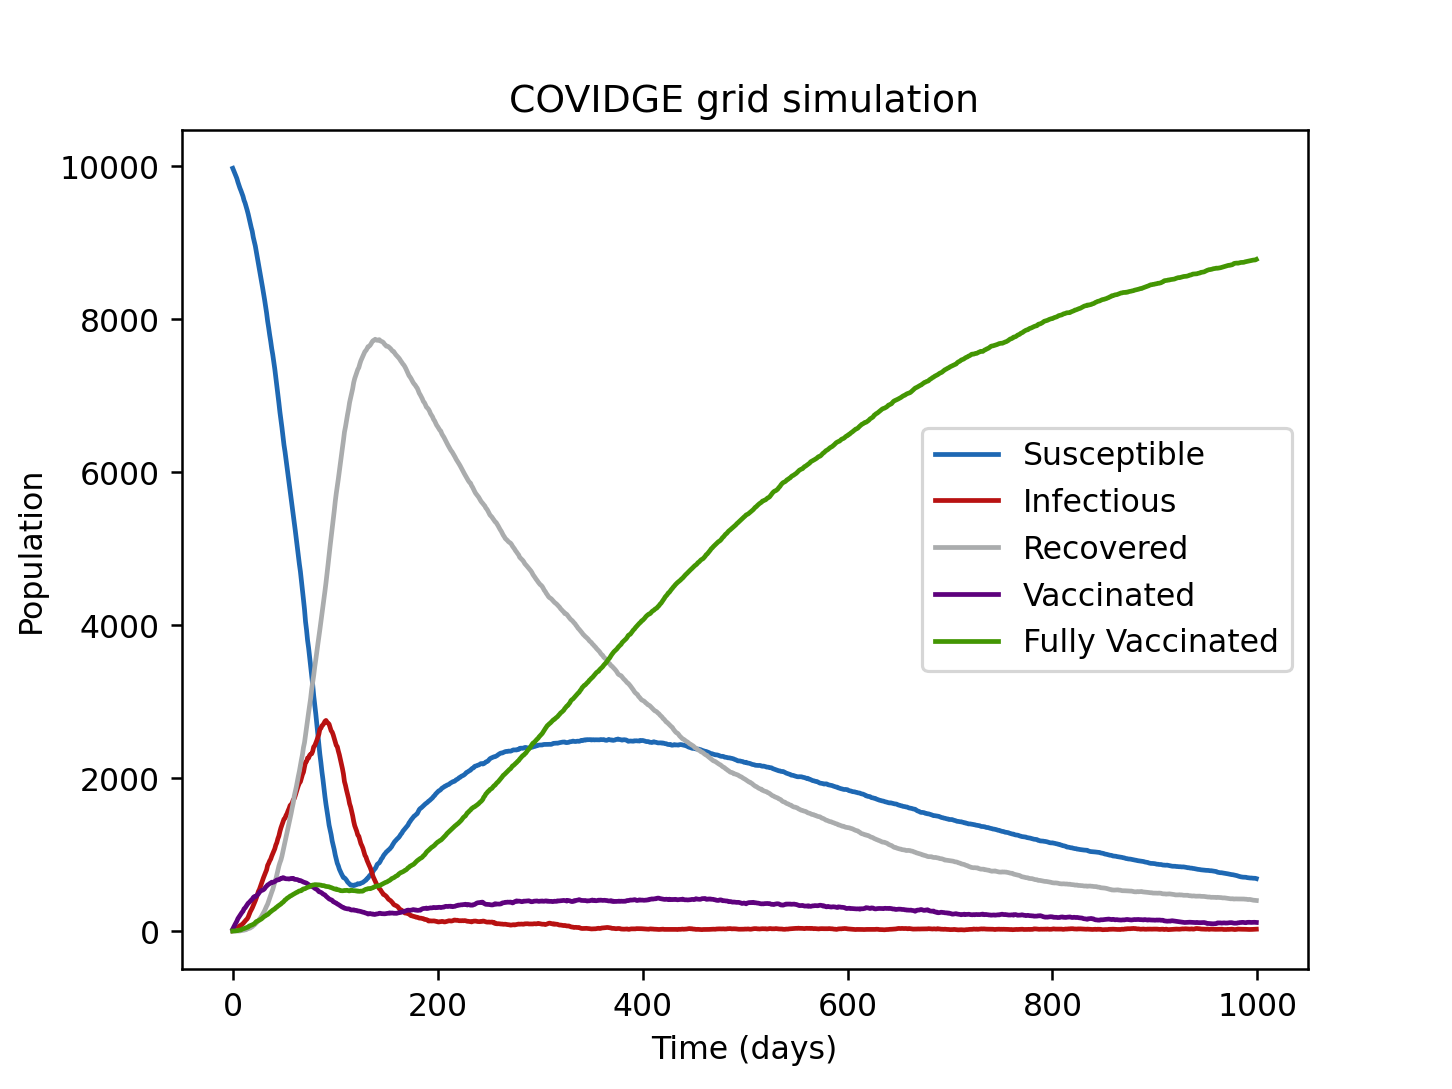 COVIDGE grid simulation
Population
10000
8000
6000
4000
2000
0
Susceptible
Infectious
Recovered
Vaccinated
Fully Vaccinated
0 200 400 600 800 1000
Time (days)